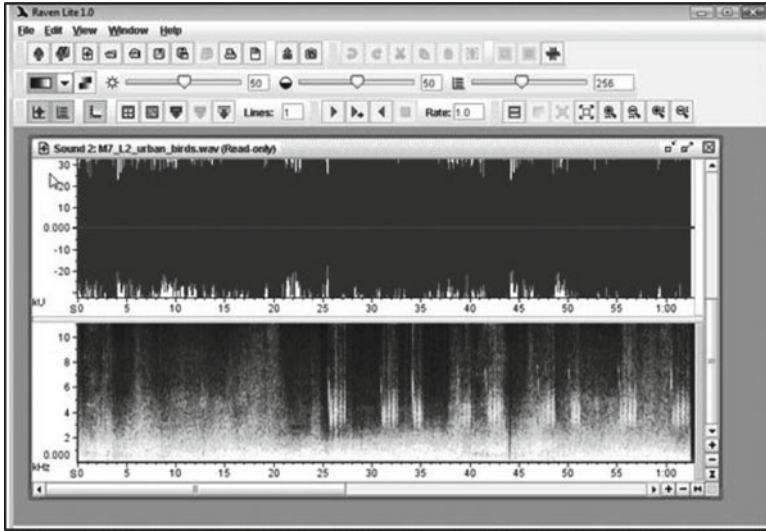 Raven Lite 1.0
File Edit View Window Help
50 50 256
Lines: 1 Rate: 1.0
Sound 2: M7_L2_urban_birds.wav (Read-only)
30
20
10
0.000
-10
-20
kU
S0 5 10 15 20 25 30 35 40 45 50 55 1:00
10
8
6
4
2
0.000
kHz
S0 5 10 15 20 25 30 35 40 45 50 55 1:00